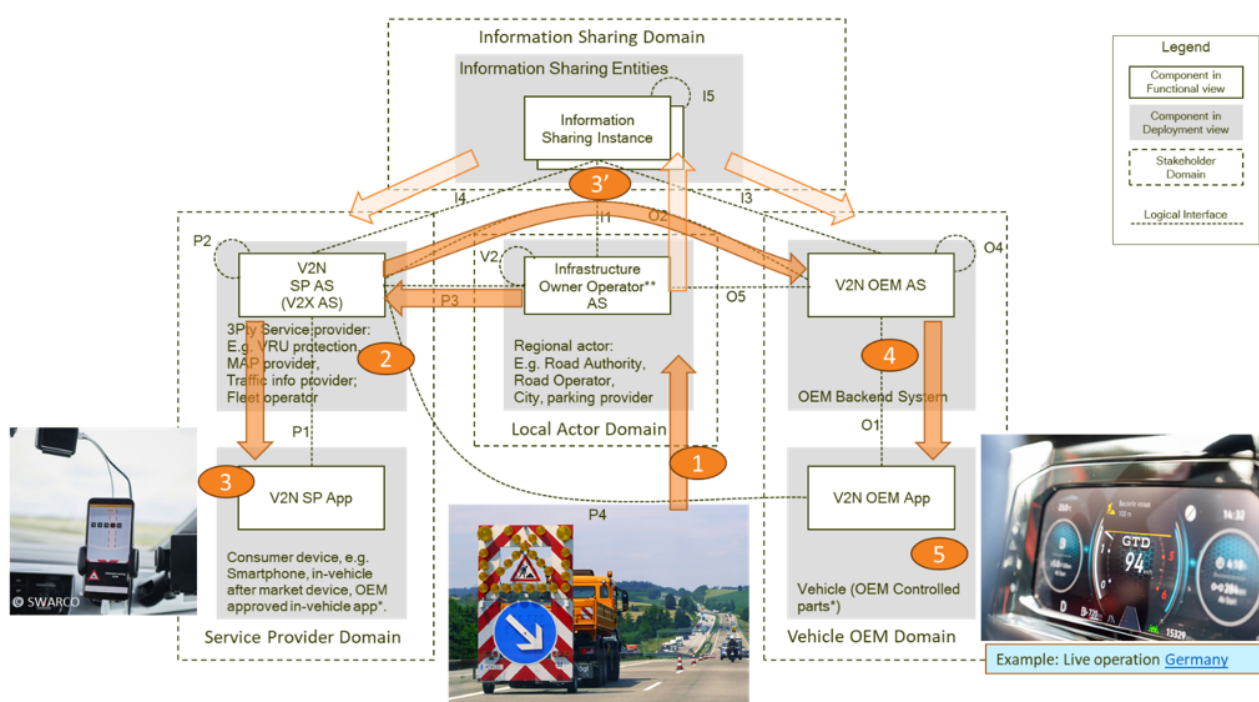 Information Sharing Domain
Information Sharing Entities
I5
Information
Sharing Instance
Legend
Component in
Functional view
Component in
Deployment view
Stakeholder
Domain
Logical Interface
3’
I4
I1
O2
I3
P2
V2N
SP AS
(V2X AS)
V2
Infrastructure
Owner Operator**
AS
O4
V2N OEM AS
P3
O5
3Pty Service provider:
E.g. VRU protection,
MAP provider,
Traffic info provider;
Fleet operator
2
Regional actor:
E.g. Road Authority,
Road Operator,
City, parking provider
4
OEM Backend System
P1
Local Actor Domain
O1
1
3
V2N SP App
V2N OEM App
P4
5
Consumer device, e.g.
Smartphone, in-vehicle
after market device, OEM
approved in-vehicle app*.
Service Provider Domain
Vehicle (OEM Controlled
parts*)
Vehicle OEM Domain
© SWARCO
14:32
GTD
94
15329
Example: Live operation Germany